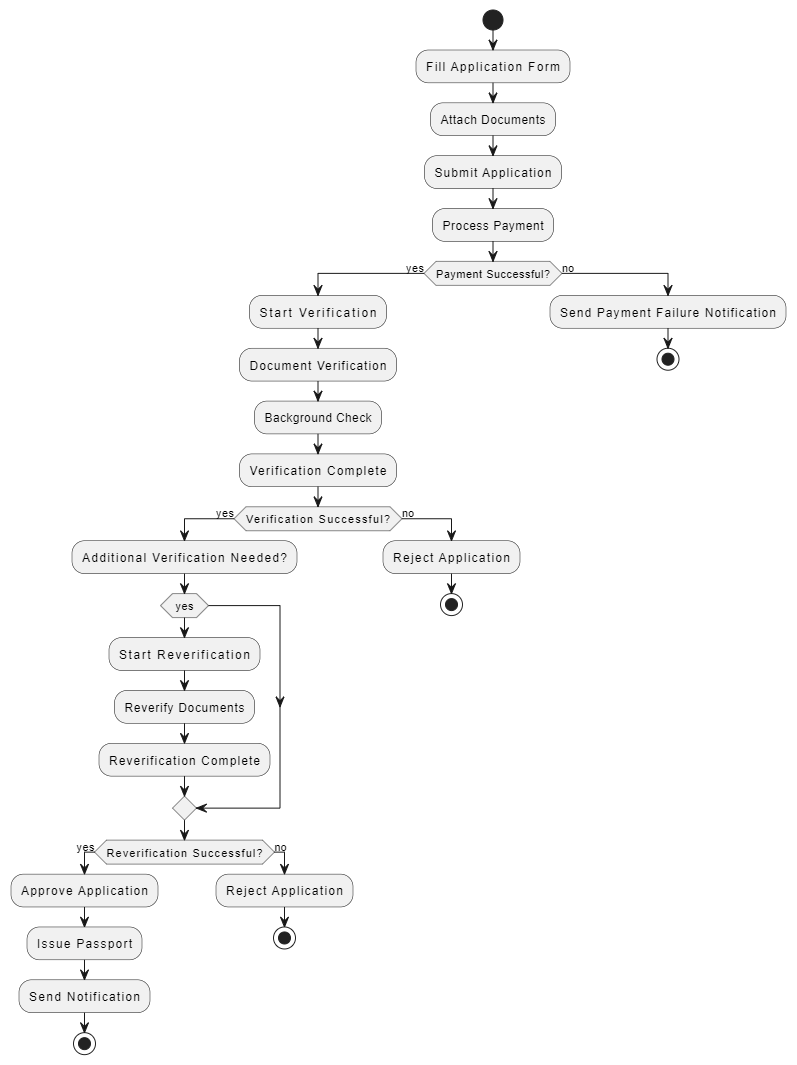 Fill Application Form
Attach Documents
Submit Application
Process Payment
yes
Payment Successful?
no
Start Verification
Send Payment Failure Notification
Document Verification
Background Check
Verification Complete
yes
Verification Successful?
no
Additional Verification Needed?
Reject Application
yes
Start Reverification
Reverify Documents
Reverification Complete
yes
Reverification Successful?
no
Approve Application
Reject Application
Issue Passport
Send Notification